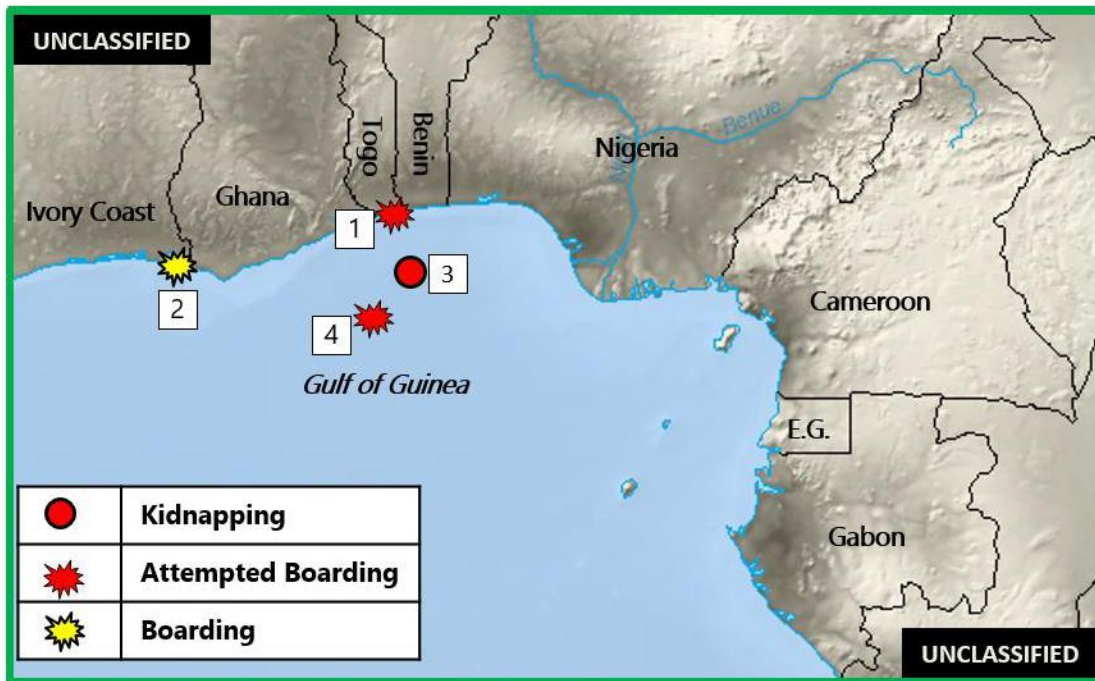 UNCLASSIFIED
Togo
Benin
Nigeria
Benue
Ivory Coast
Ghana
1
2
3
4
Gulf of Guinea
Cameroon
E.G.
Gabon
Kidnapping
Attempted Boarding
Boarding
UNCLASSIFIED